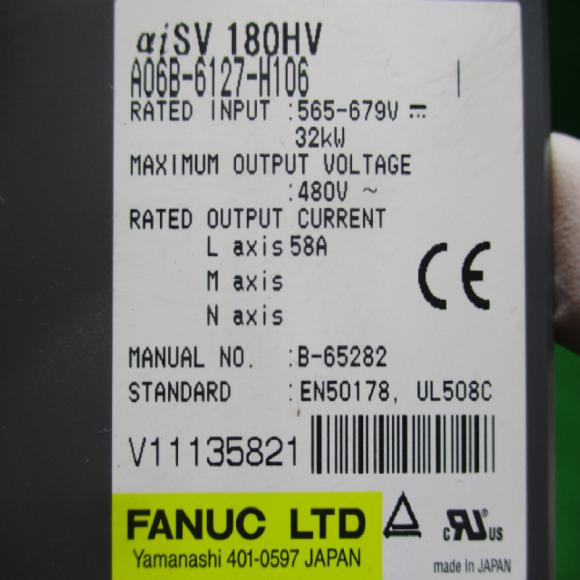 αiSV 180HV
A06B-6127-H106
RATED INPUT :565-679V ⎓
32kW
MAXIMUM OUTPUT VOLTAGE
:480V ~
RATED OUTPUT CURRENT
L axis 58A
M axis
N axis
CE
MANUAL NO. :B-65282
STANDARD :EN50178, UL508C
V11135821
FANUC LTD
Yamanashi 401-0597 JAPAN
c RU ® US
made in JAPAN